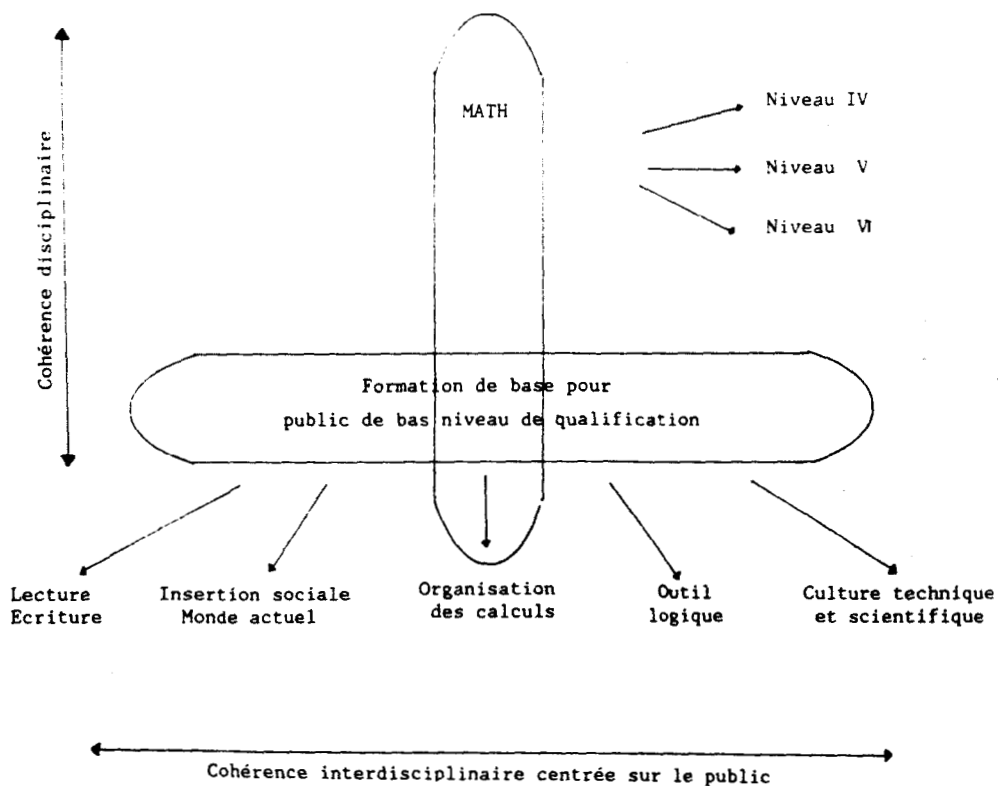 Cohérence disciplinaire
MATH
Niveau IV
Niveau V
Niveau VI
Formation de base pour
public de bas niveau de qualification
Lecture
Ecriture
Insertion sociale
Monde actuel
Organisation
des calculs
Outil
logique
Culture technique
et scientifique
Cohérence interdisciplinaire centrée sur le public